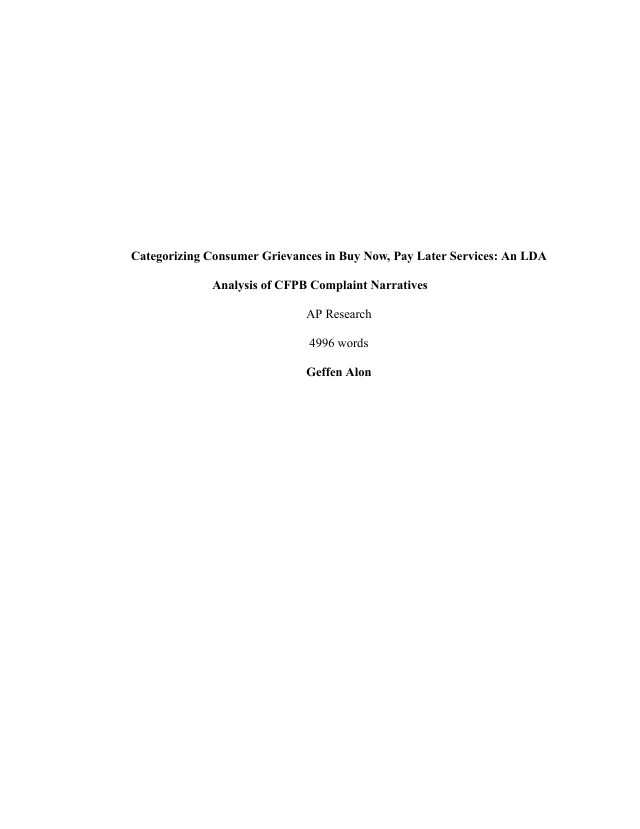 Categorizing Consumer Grievances in Buy Now, Pay Later Services: An LDA
Analysis of CFPB Complaint Narratives
AP Research
4996 words
Geffen Alon